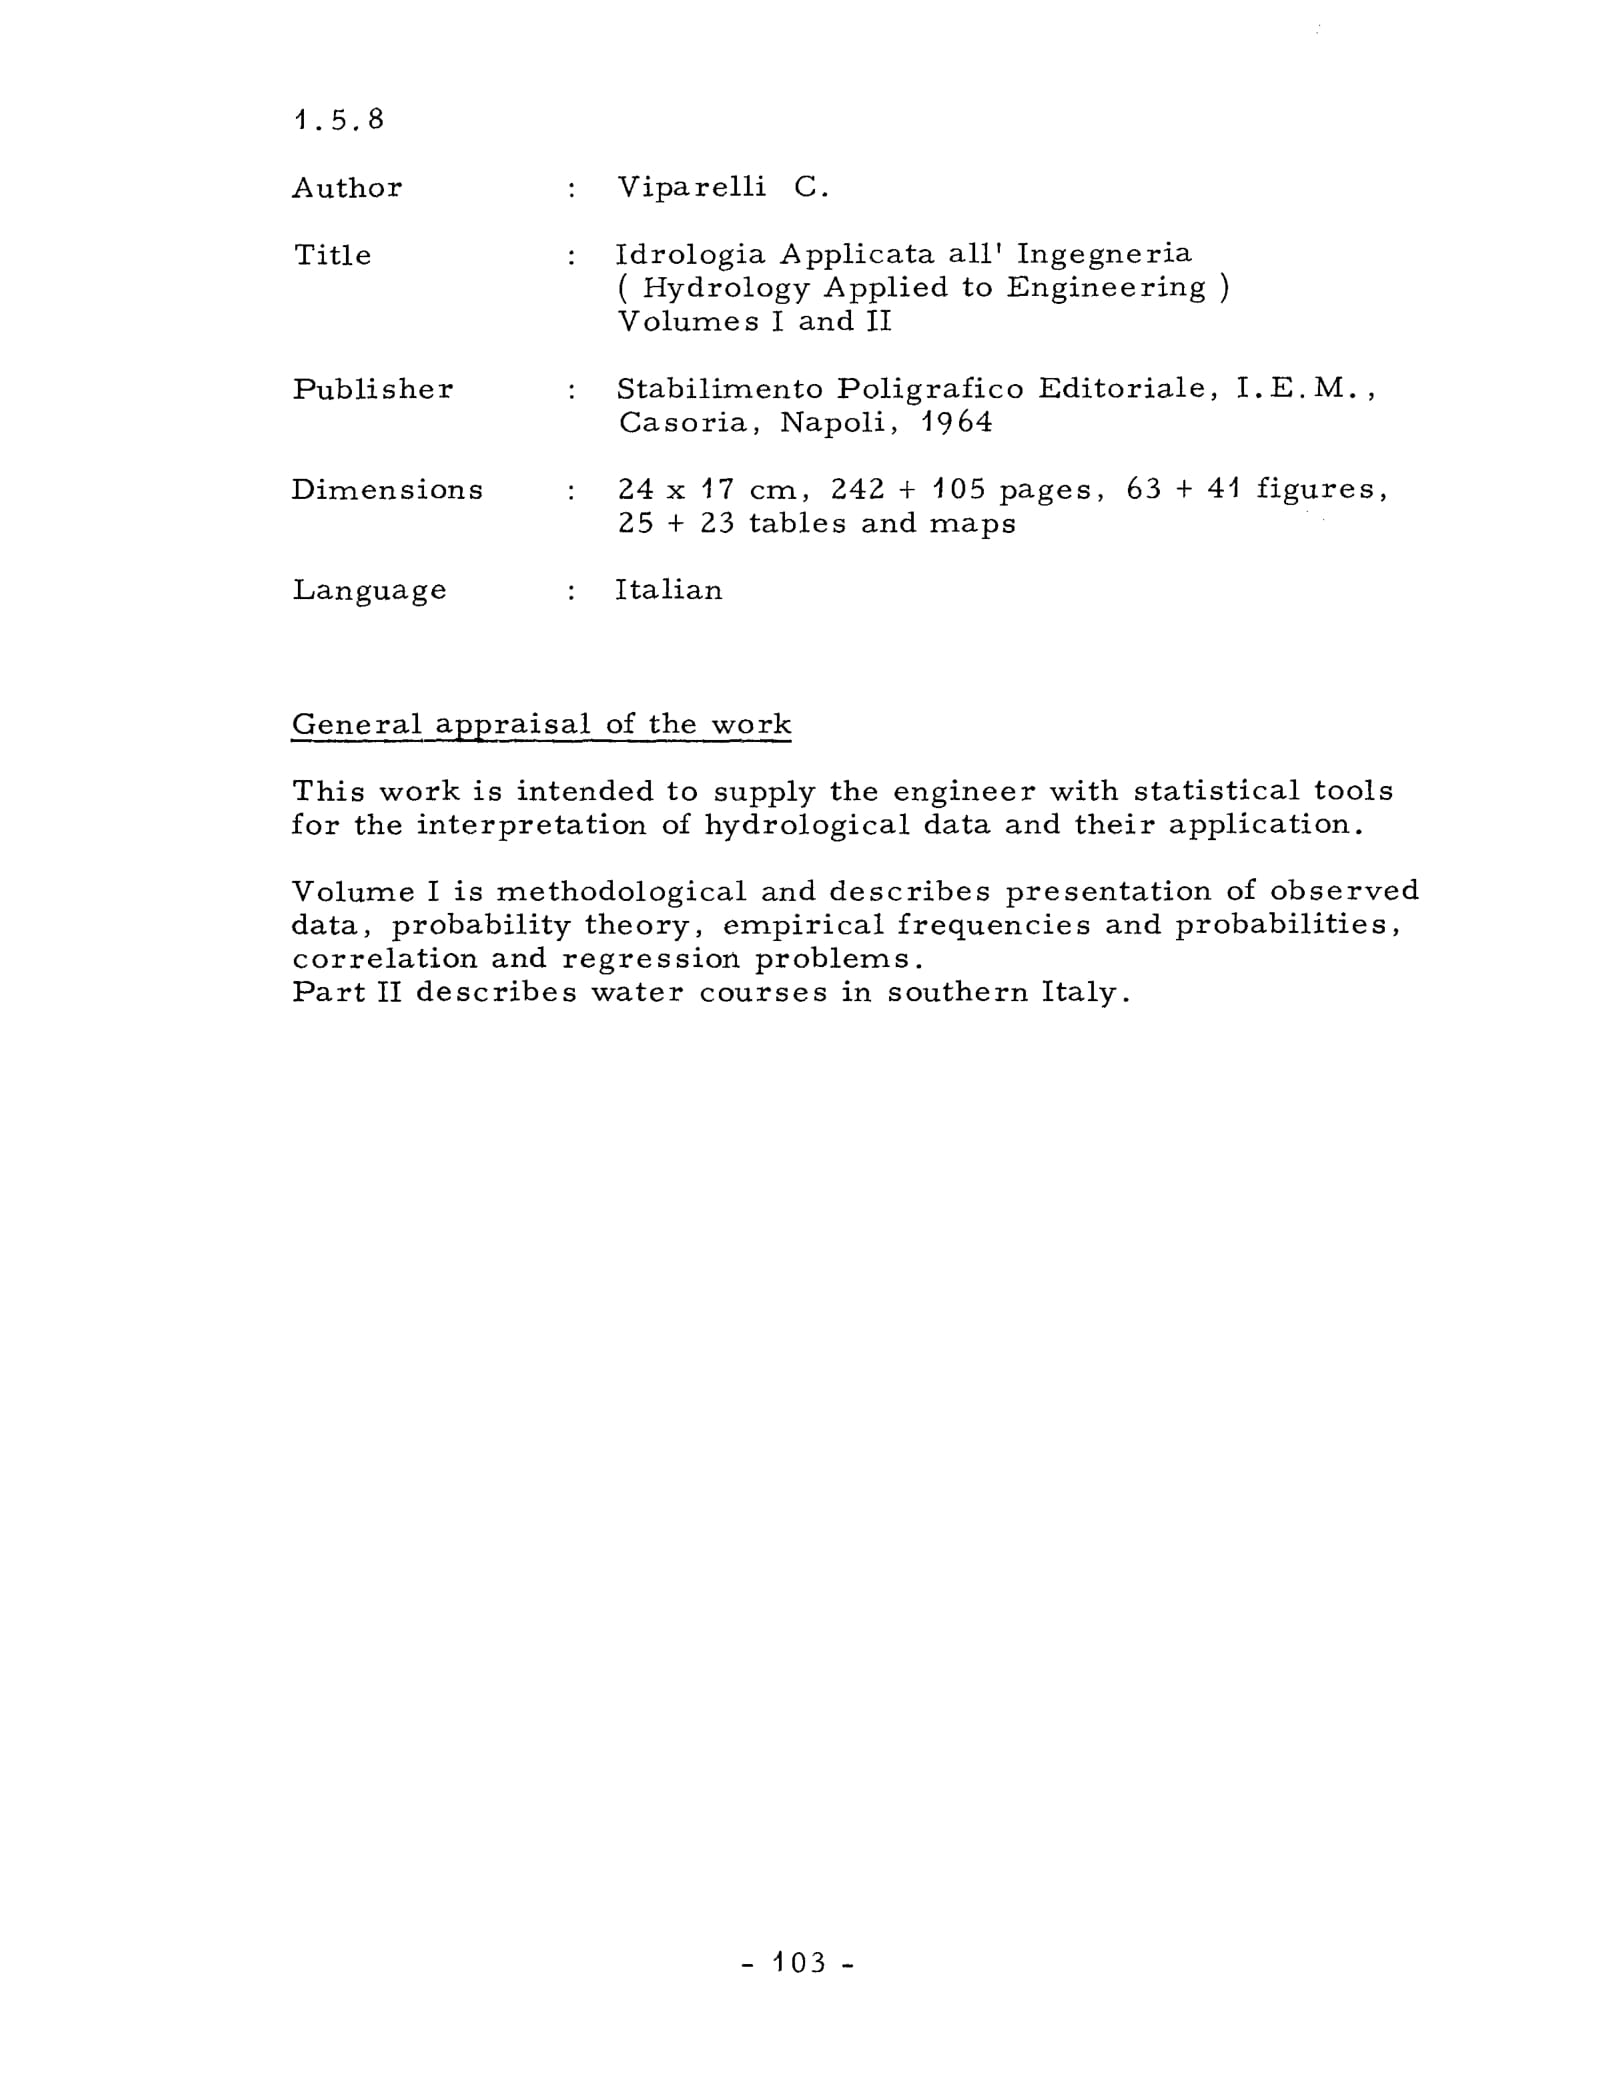 1.5.8
Author : Viparelli C.
Title : Idrologia Applicata all' Ingegneria
( Hydrology Applied to Engineering )
Volumes I and II
Publisher : Stabilimento Poligrafico Editoriale, I.E.M.,
Casoria, Napoli, 1964
Dimensions : 24 x 17 cm, 242 + 105 pages, 63 + 41 figures,
25 + 23 tables and maps
Language : Italian
General appraisal of the work
This work is intended to supply the engineer with statistical tools
for the interpretation of hydrological data and their application.
Volume I is methodological and describes presentation of observed
data, probability theory, empirical frequencies and probabilities,
correlation and regression problems.
Part II describes water courses in southern Italy.
- 103 -